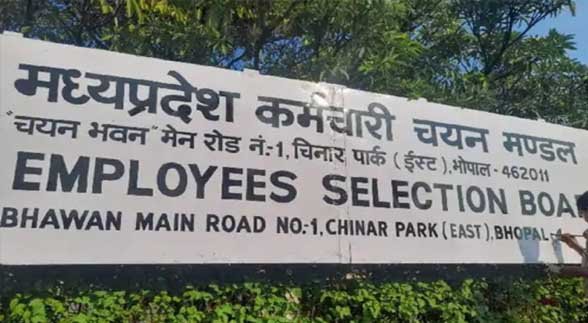 मध्यप्रदेश कर्मचारी चयन मण्डल
"चयन भवन" मेन रोड नं.-1, चिनार पार्क (ईस्ट), भोपाल - 462011
EMPLOYEES SELECTION BOA
BHAWAN MAIN ROAD NO.-1, CHINAR PARK (EAST), BHOPAL-